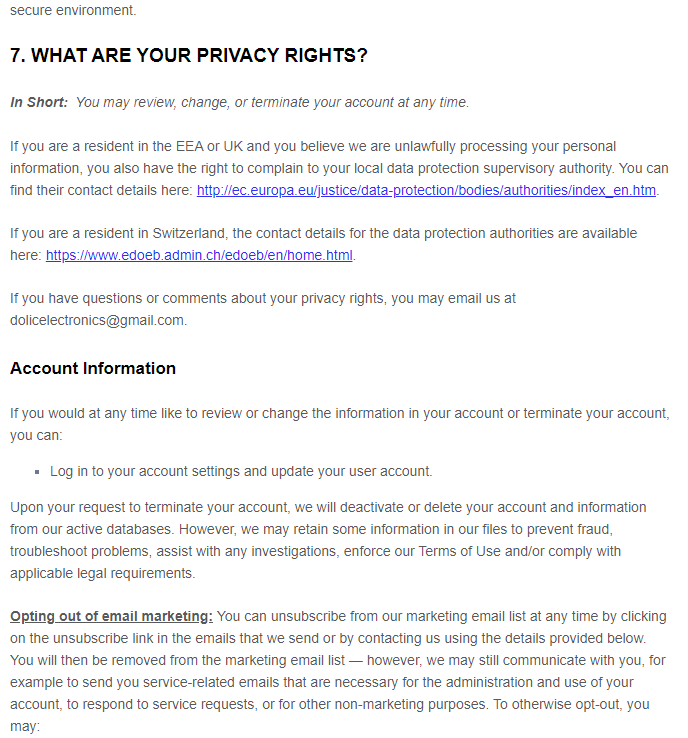 secure environment.
7. WHAT ARE YOUR PRIVACY RIGHTS?
In Short:  You may review, change, or terminate your account at any time.
If you are a resident in the EEA or UK and you believe we are unlawfully processing your personal
information, you also have the right to complain to your local data protection supervisory authority. You can
find their contact details here: http://ec.europa.eu/justice/data-protection/bodies/authorities/index_en.htm.
If you are a resident in Switzerland, the contact details for the data protection authorities are available
here: https://www.edoeb.admin.ch/edoeb/en/home.html.
If you have questions or comments about your privacy rights, you may email us at
dolicelectronics@gmail.com.
Account Information
If you would at any time like to review or change the information in your account or terminate your account,
you can:
▪ Log in to your account settings and update your user account.
Upon your request to terminate your account, we will deactivate or delete your account and information
from our active databases. However, we may retain some information in our files to prevent fraud,
troubleshoot problems, assist with any investigations, enforce our Terms of Use and/or comply with
applicable legal requirements.
Opting out of email marketing: You can unsubscribe from our marketing email list at any time by clicking
on the unsubscribe link in the emails that we send or by contacting us using the details provided below.
You will then be removed from the marketing email list — however, we may still communicate with you, for
example to send you service-related emails that are necessary for the administration and use of your
account, to respond to service requests, or for other non-marketing purposes. To otherwise opt-out, you
may: